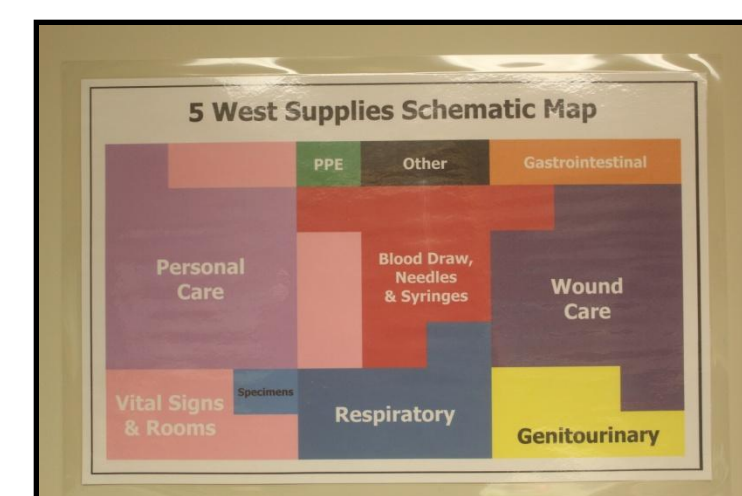 5 West Supplies Schematic Map
PPE
Other
Gastrointestinal
Personal
Care
Blood Draw,
Needles
& Syringes
Wound
Care
Vital Signs
& Rooms
Specimens
Respiratory
Genitourinary